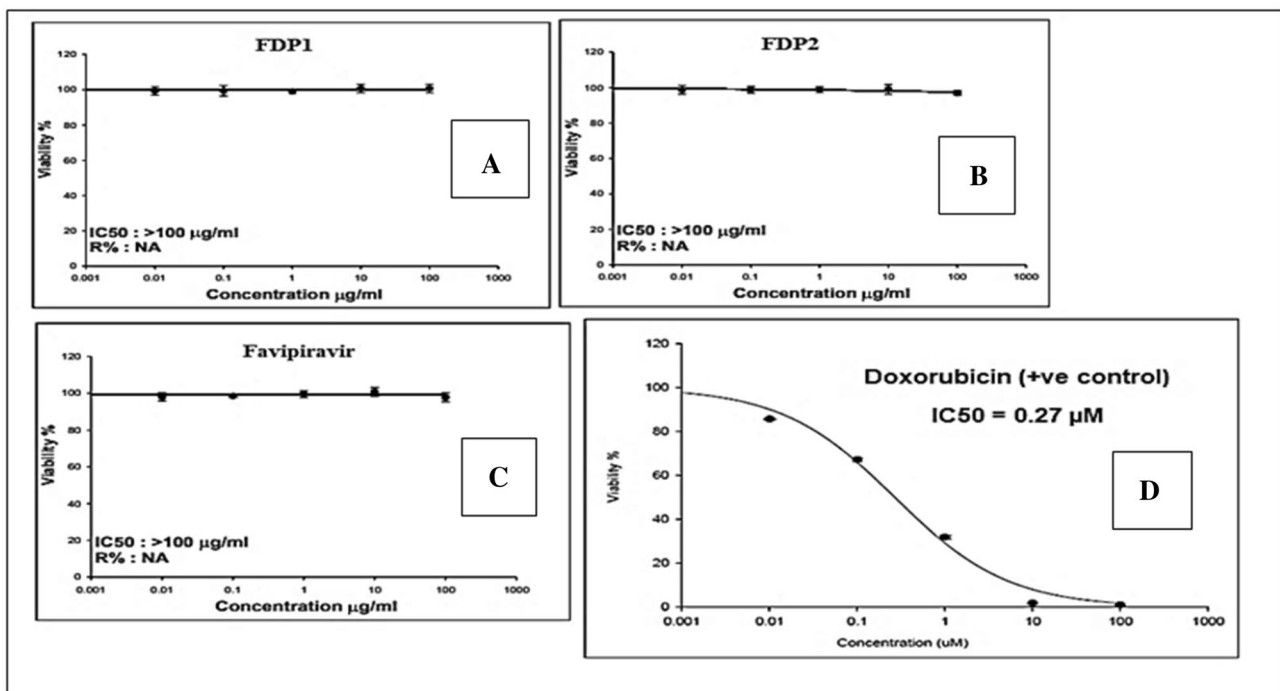 FDP1
120
100
80
60
40
20
0
Viability %
A
IC50 : >100 µg/ml
R% : NA
0.001 0.01 0.1 1 10 100 1000
Concentration µg/ml
FDP2
120
100
80
60
40
20
0
Viability %
B
IC50 : >100 µg/ml
R% : NA
0.001 0.01 0.1 1 10 100 1000
Concentration µg/ml
Favipiravir
120
100
80
60
40
20
0
Viability %
C
IC50 : >100 µg/ml
R% : NA
0.001 0.01 0.1 1 10 100 1000
Concentration µg/ml
Doxorubicin (+ve control)
IC50 = 0.27 µM
120
100
80
60
40
20
0
Viability %
D
0.001 0.01 0.1 1 10 100 1000
Concentration (uM)